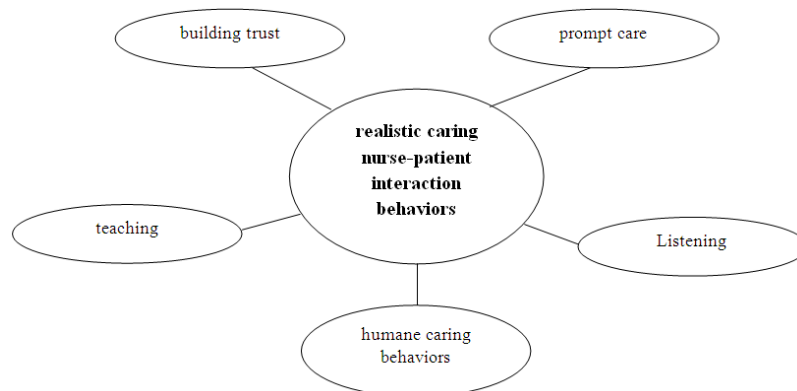 building trust
prompt care
realistic caring
nurse-patient
interaction
behaviors
teaching
Listening
humane caring
behaviors